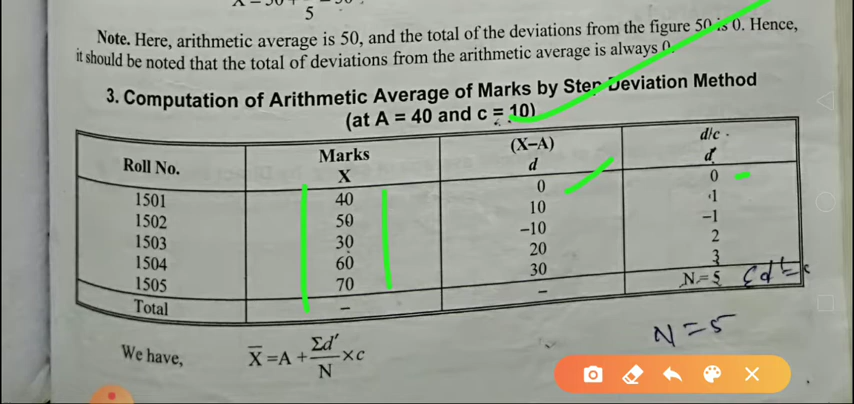 5
Note. Here, arithmetic average is 50, and the total of the deviations from the figure 50 is 0. Hence,
it should be noted that the total of deviations from the arithmetic average is always 0.
3. Computation of Arithmetic Average of Marks by Step Deviation Method
(at A = 40 and c = 10)
Roll No. Marks X (X–A) d d/c d'
1501 40 0 0
1502 50 10 1
1503 30 –10 –1
1504 60 20 2
1505 70 30 3
Total – – N = 5 Σd' =
N = 5
We have, X̄ = A + Σd'/N × c